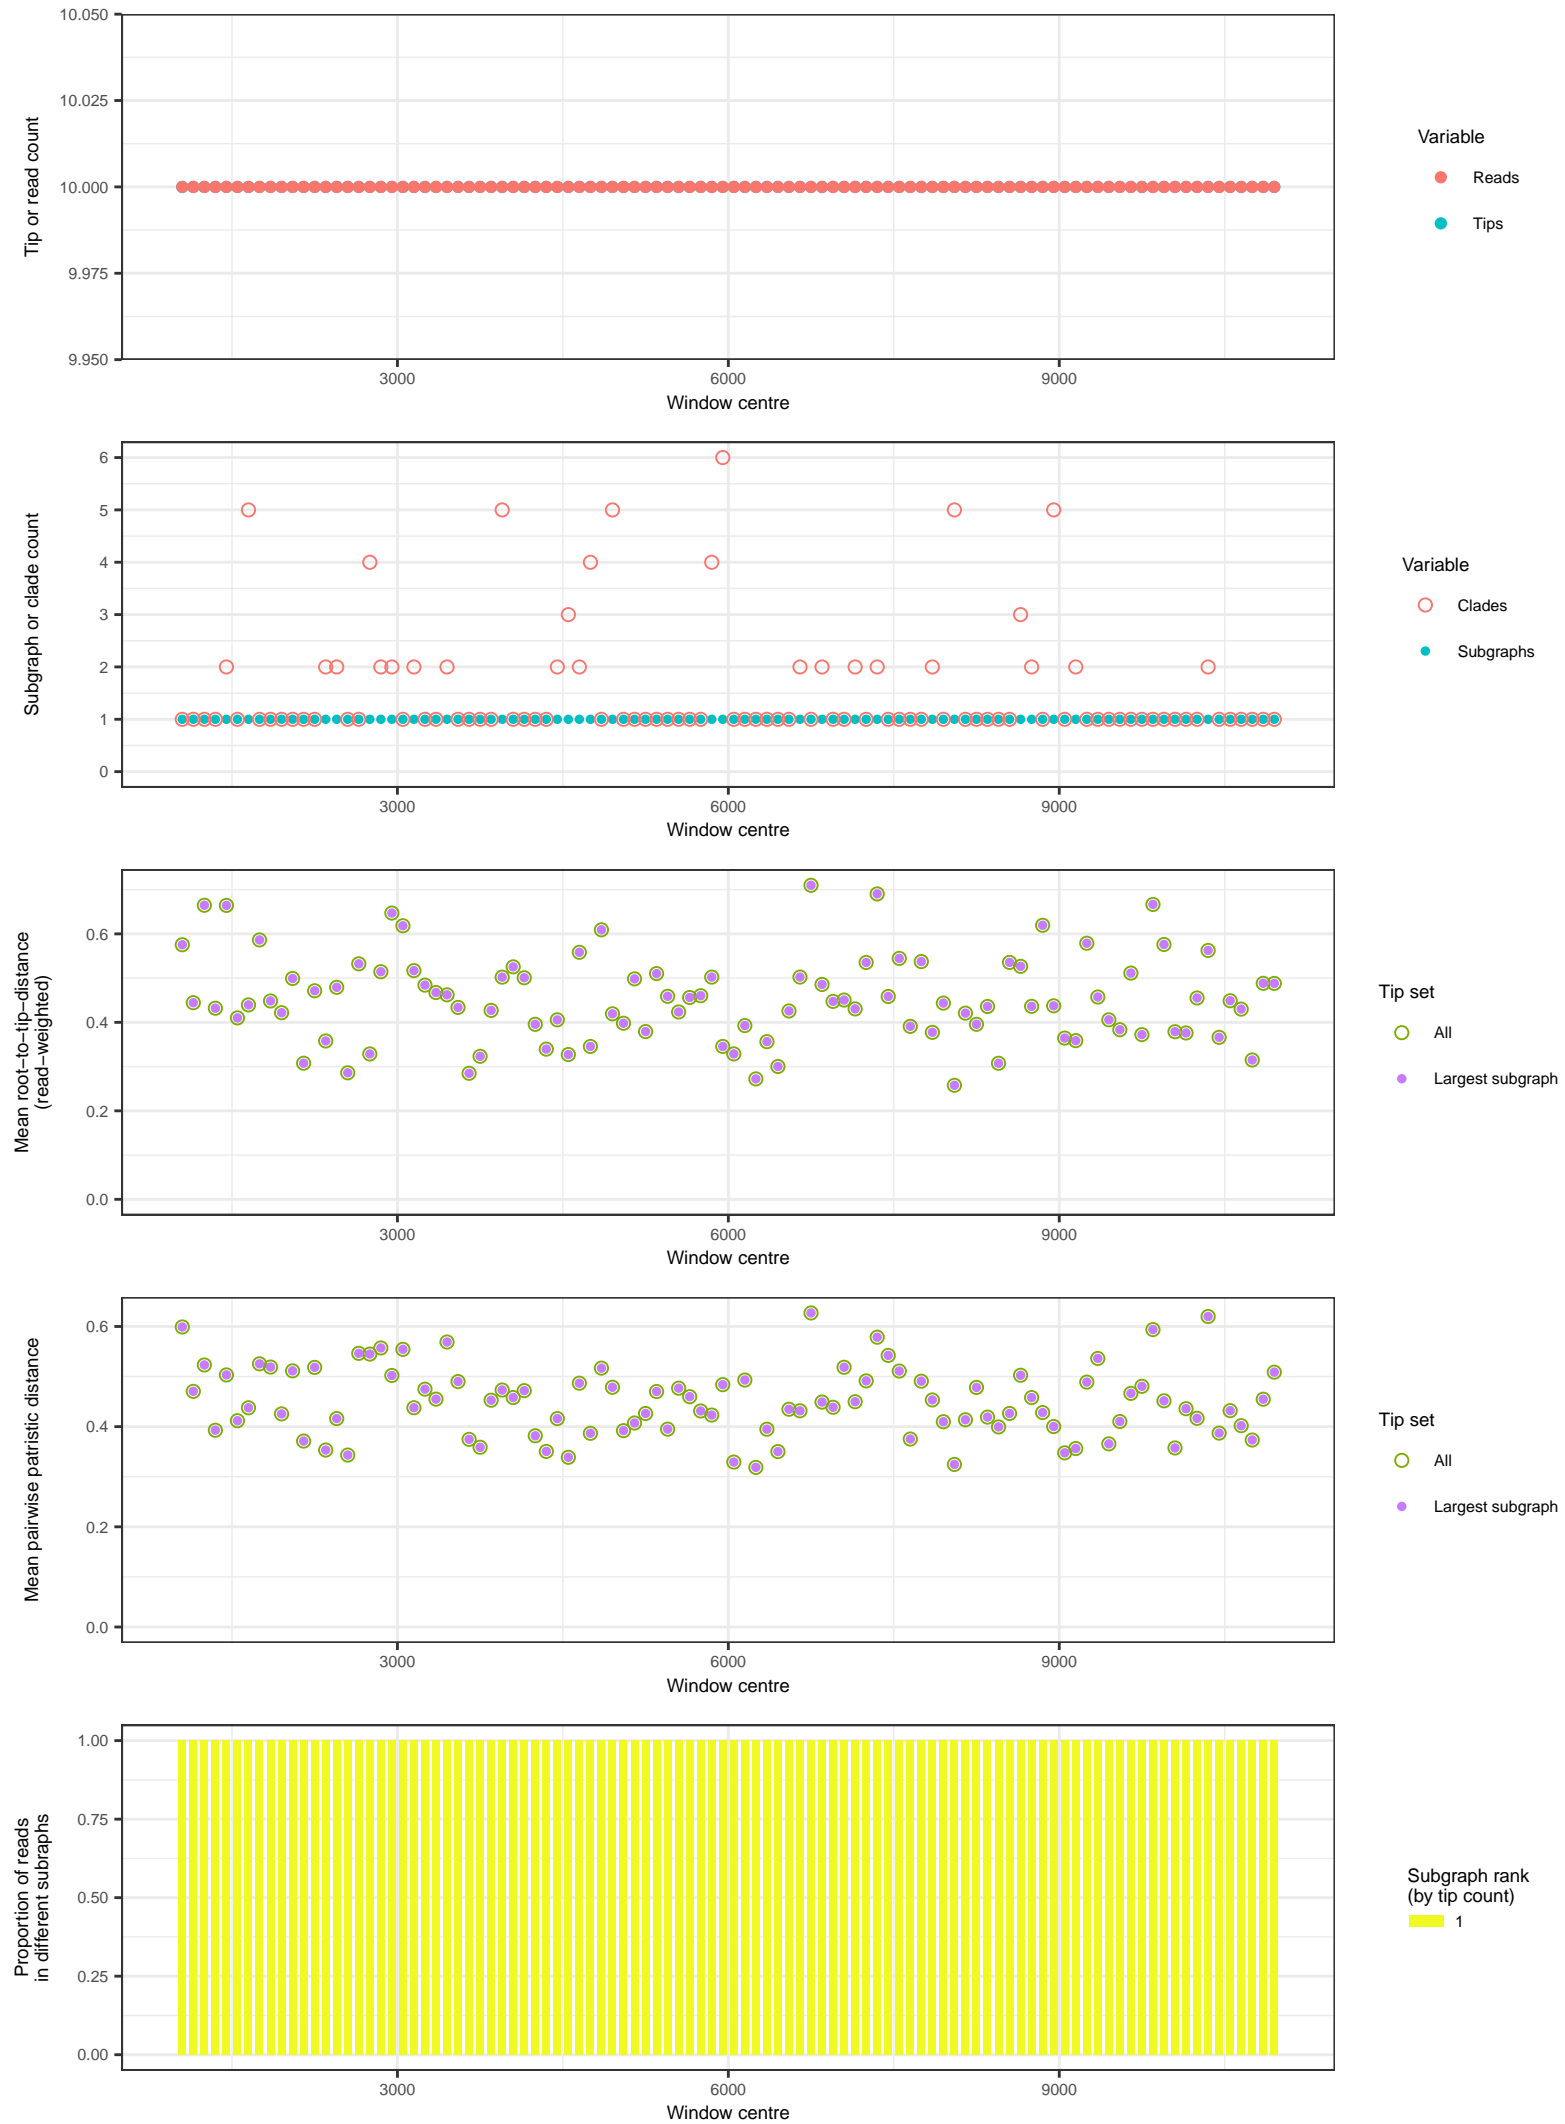 10.050
10.025
10.000
9.975
9.950
Tip or read count
3000
6000
9000
Window centre
Variable
Reads
Tips
6
5
4
3
2
1
0
Subgraph or clade count
3000
6000
9000
Window centre
Variable
Clades
Subgraphs
0.6
0.4
0.2
0.0
Mean root−to−tip−distance
(read−weighted)
3000
6000
9000
Window centre
Tip set
All
Largest subgraph
0.6
0.4
0.2
0.0
Mean pairwise patristic distance
3000
6000
9000
Window centre
Tip set
All
Largest subgraph
1.00
0.75
0.50
0.25
0.00
Proportion of reads
in different subraphs
3000
6000
9000
Window centre
Subgraph rank
(by tip count)
1